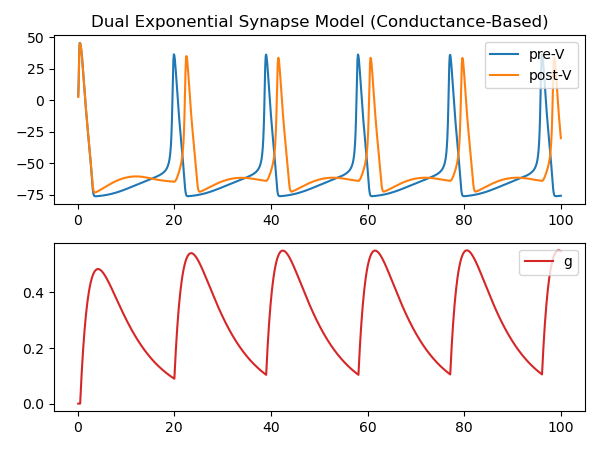 Dual Exponential Synapse Model (Conductance-Based)
50
25
0
−25
−50
−75
pre-V
post-V
0 20 40 60 80 100
0.4
0.2
0.0
g
0 20 40 60 80 100